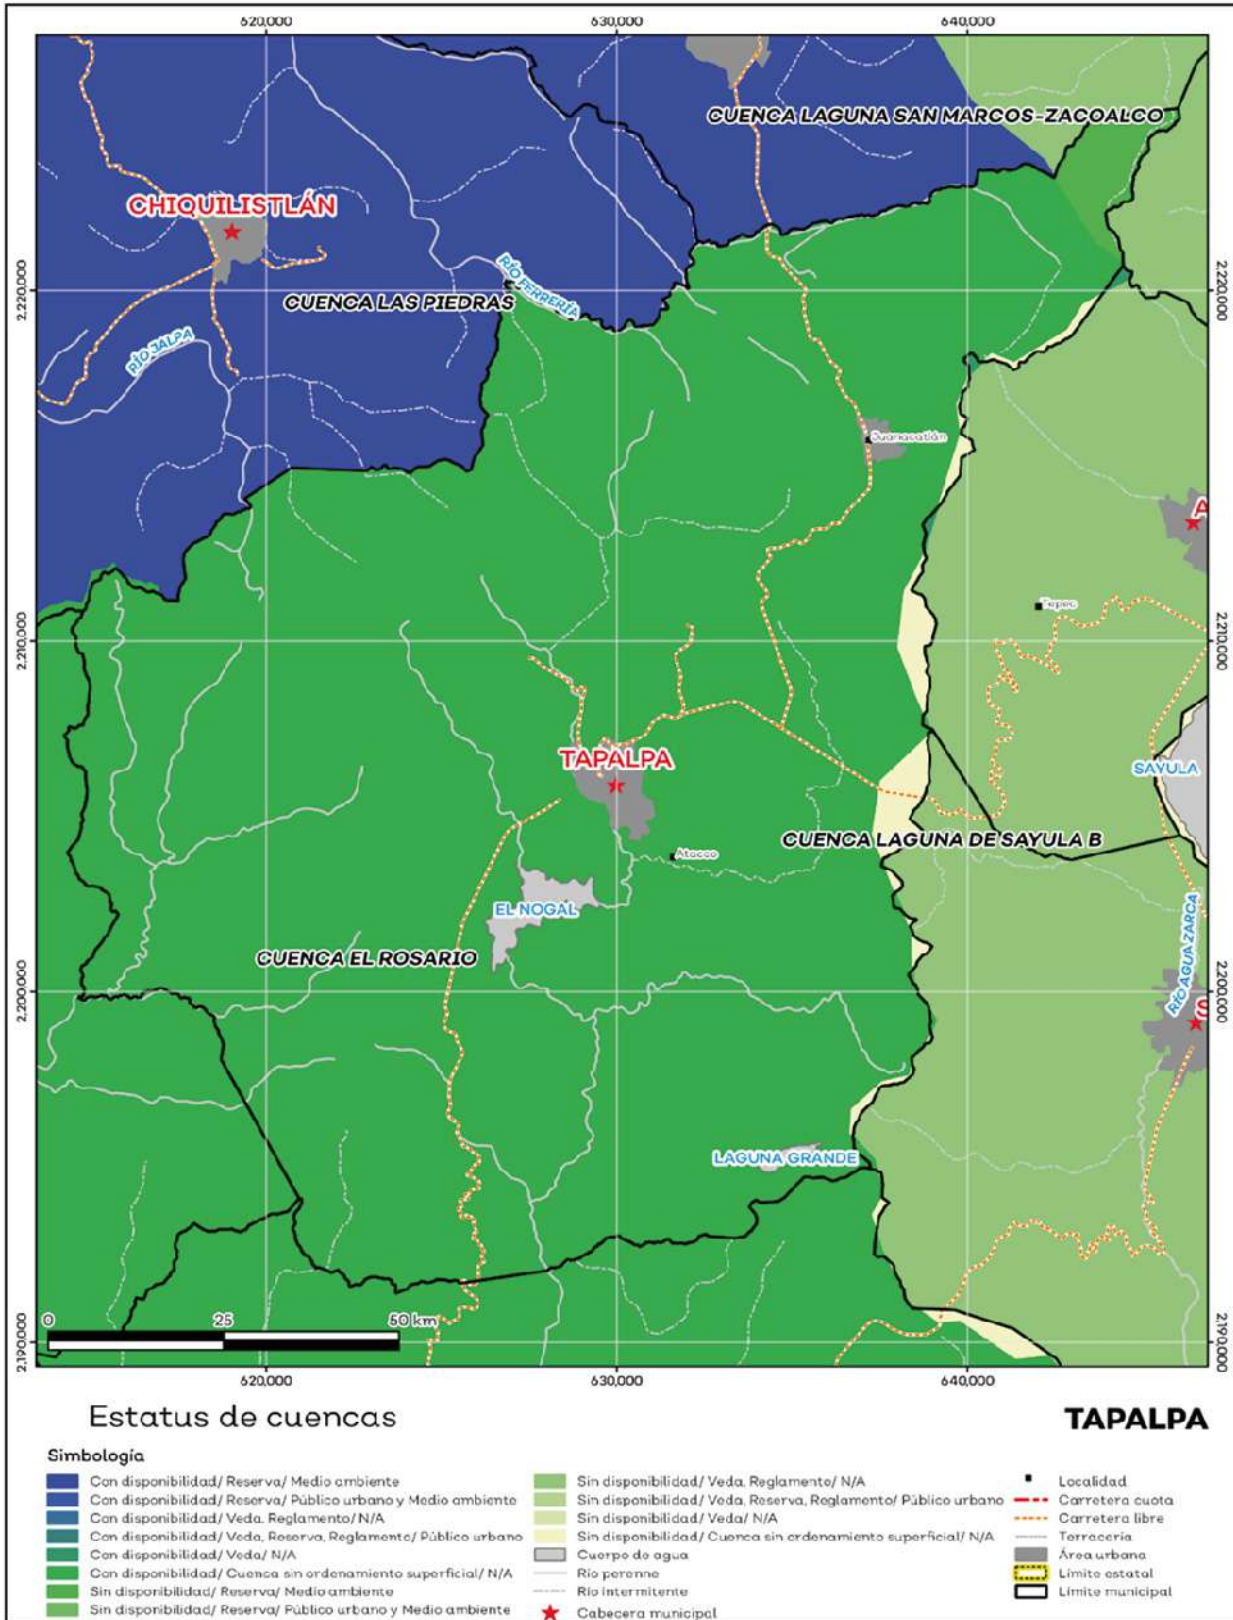 620,000 630,000 640,000
CUENCA LAGUNA SAN MARCOS-ZACOALCO
CHIQUILISTLÁN
RÍO FERRERÍA
2,220,000 2,220,000
CUENCA LAS PIEDRAS
RÍO JALPA
Juanacatlán
A
Tepec
2,210,000 2,210,000
TAPALPA
SAYULA
CUENCA LAGUNA DE SAYULA B
Atacco
EL NOGAL
RÍO AGUA ZARCA
CUENCA EL ROSARIO
2,200,000 2,200,000
S
LAGUNA GRANDE
0 25 50 km
2,190,000 2,190,000
620,000 630,000 640,000
Estatus de cuencas
TAPALPA
Simbología
Con disponibilidad/ Reserva/ Medio ambiente
Con disponibilidad/ Reserva/ Público urbano y Medio ambiente
Con disponibilidad/ Veda, Reglamento/ N/A
Con disponibilidad/ Veda, Reserva, Reglamento/ Público urbano
Con disponibilidad/ Veda/ N/A
Con disponibilidad/ Cuenca sin ordenamiento superficial/ N/A
Sin disponibilidad/ Reserva/ Medio ambiente
Sin disponibilidad/ Reserva/ Público urbano y Medio ambiente
Sin disponibilidad/ Veda, Reglamento/ N/A
Sin disponibilidad/ Veda, Reserva, Reglamento/ Público urbano
Sin disponibilidad/ Veda/ N/A
Sin disponibilidad/ Cuenca sin ordenamiento superficial/ N/A
Cuerpo de agua
Río perenne
Río intermitente
Cabecera municipal
Localidad
Carretera cuota
Carretera libre
Terracería
Área urbana
Límite estatal
Límite municipal